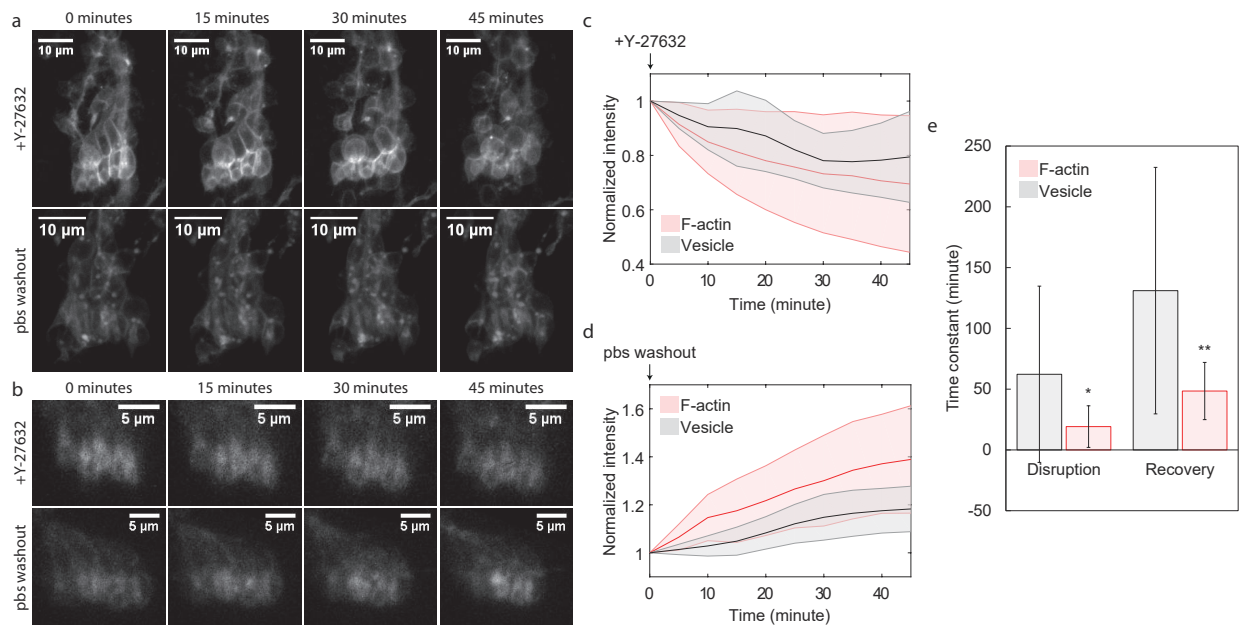 a
0 minutes
15 minutes
30 minutes
45 minutes
+Y-27632
10 µm
10 µm
10 µm
10 µm
pbs washout
10 µm
10 µm
10 µm
10 µm
b
0 minutes
15 minutes
30 minutes
45 minutes
+Y-27632
5 µm
5 µm
5 µm
5 µm
pbs washout
5 µm
5 µm
5 µm
5 µm
c
+Y-27632
Normalized intensity
1
0.8
0.6
0.4
F-actin
Vesicle
0
10
20
30
40
Time (minute)
d
pbs washout
Normalized intensity
1.6
1.4
1.2
1
F-actin
Vesicle
0
10
20
30
40
Time (minute)
e
Time constant (minute)
250
200
150
100
50
0
-50
F-actin
Vesicle
*
**
Disruption
Recovery